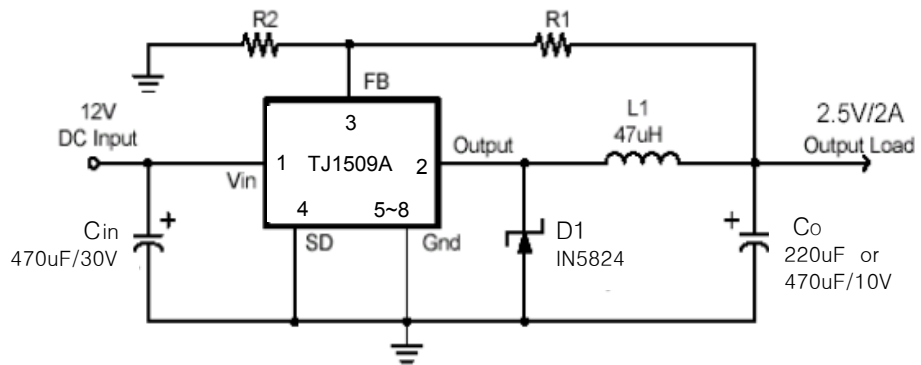 R2
R1
FB
12V
DC Input
3
L1
47uH
2.5V/2A
Output Load
1
TJ1509A
2
Output
Vin
4
5~8
Cin
470uF/30V
SD
Gnd
D1
IN5824
Co
220uF or
470uF/10V
+
+